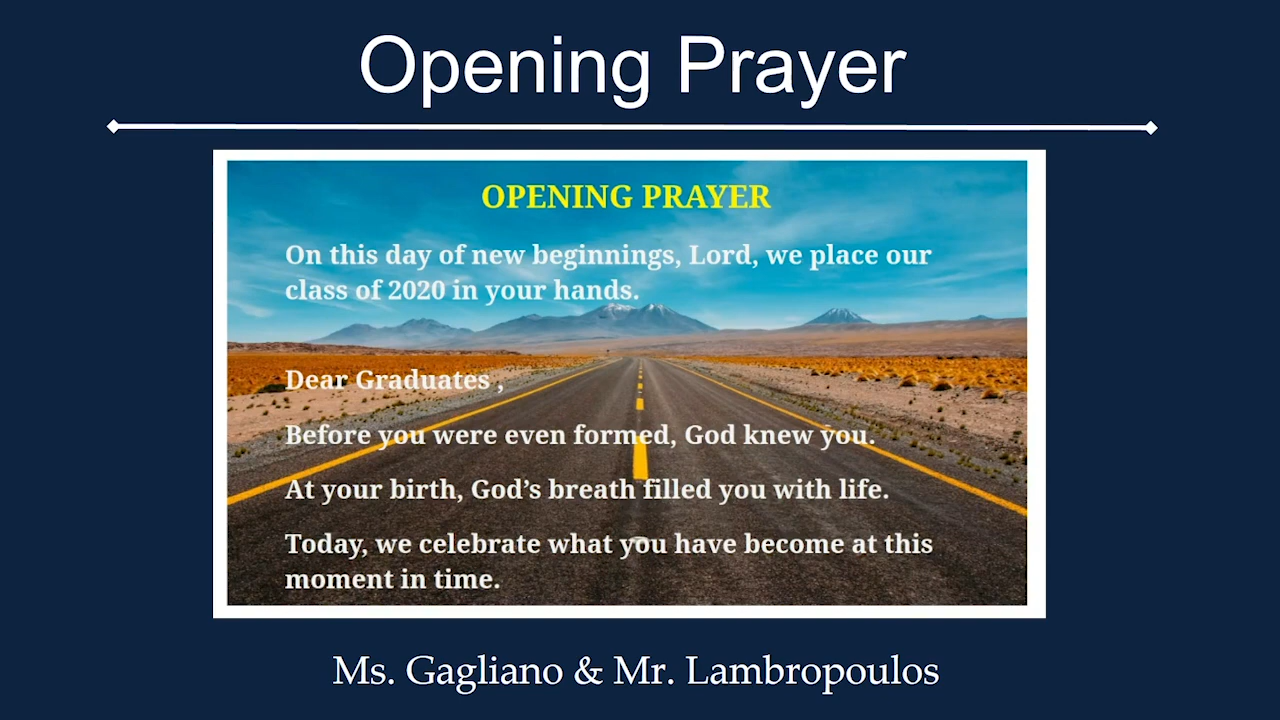 Opening Prayer
OPENING PRAYER
On this day of new beginnings, Lord, we place our
class of 2020 in your hands.
Dear Graduates ,
Before you were even formed, God knew you.
At your birth, God’s breath filled you with life.
Today, we celebrate what you have become at this
moment in time.
Ms. Gagliano & Mr. Lambropoulos